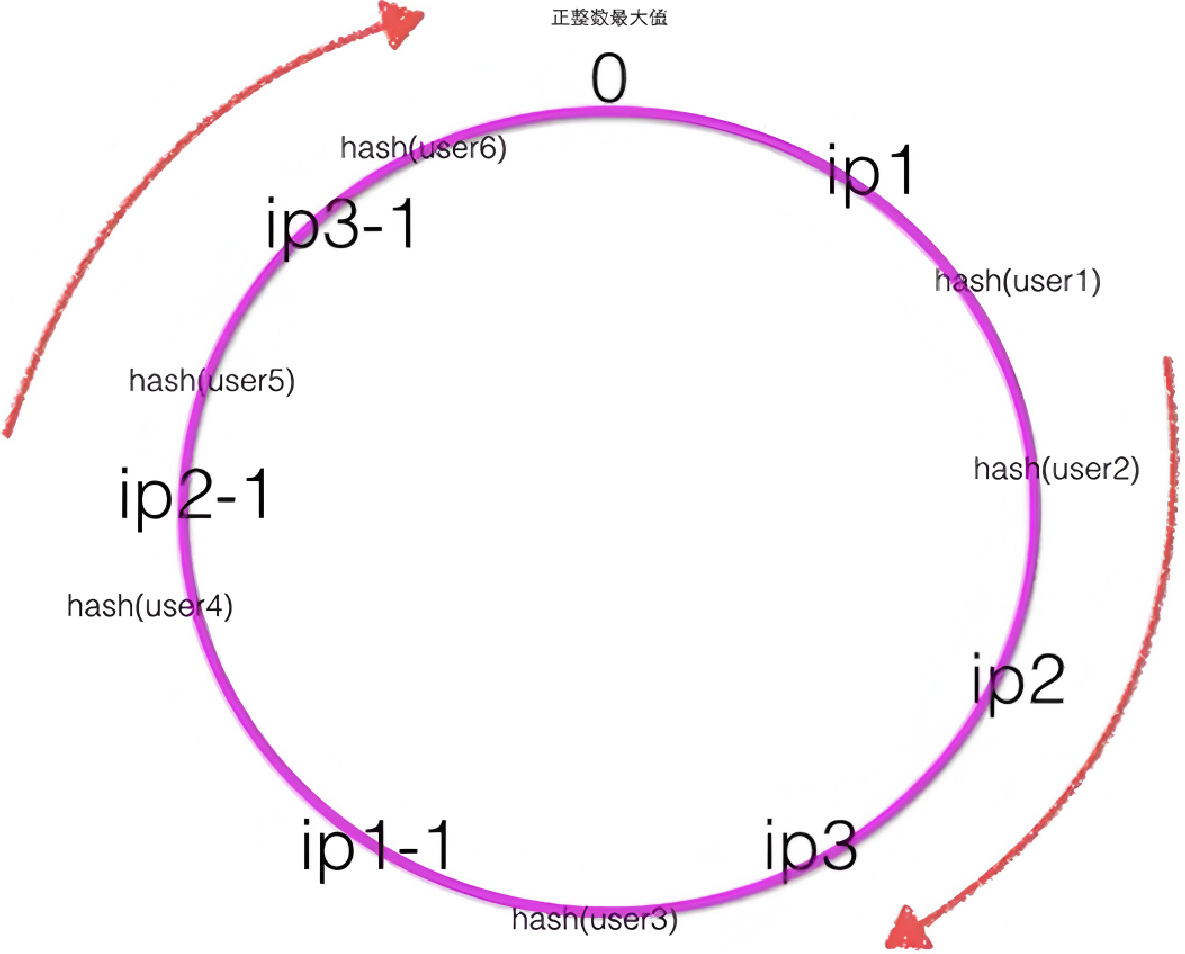 正整数最大值
0
hash(user6)
ip1
ip3-1
hash(user1)
hash(user5)
hash(user2)
ip2-1
hash(user4)
ip2
ip1-1
ip3
hash(user3)